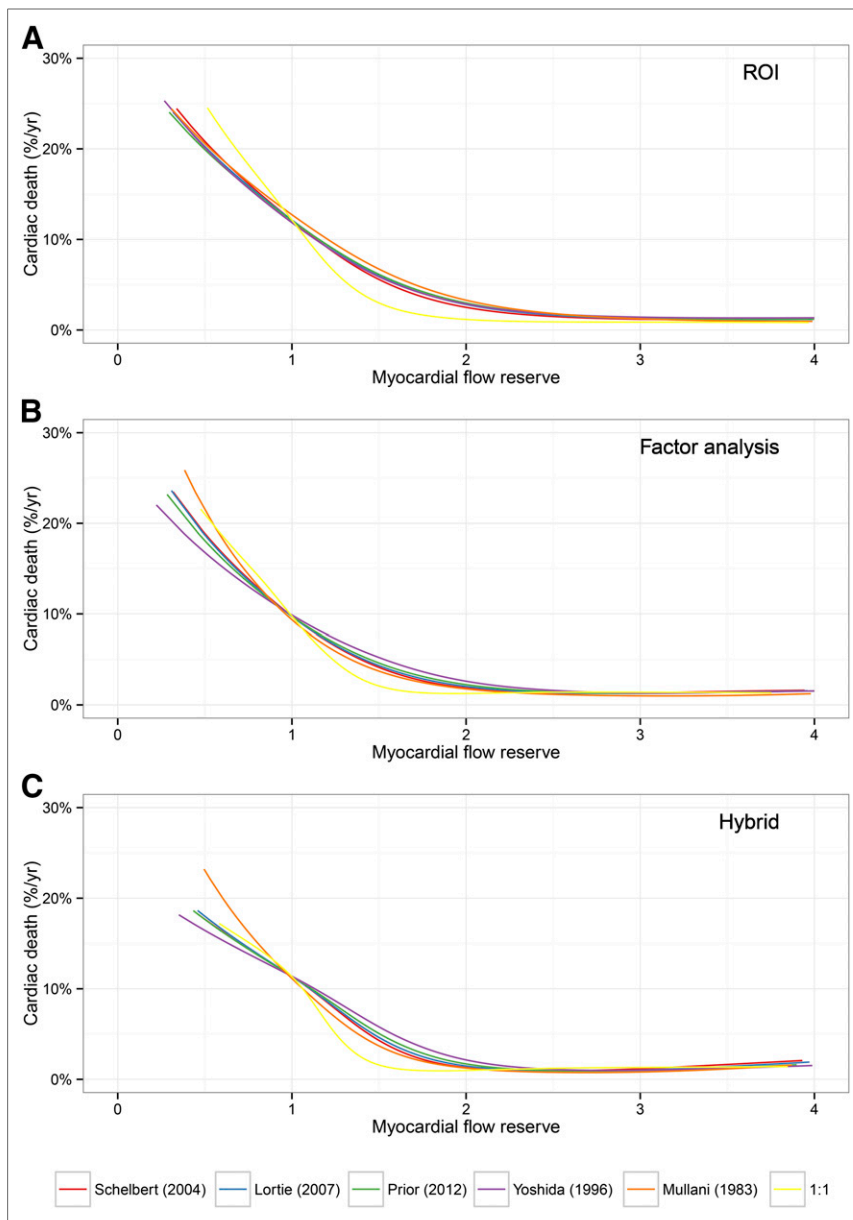 A
30%
ROI
20%
10%
0%
Cardiac death (%/yr)
0 1 2 3 4
Myocardial flow reserve
B
30%
Factor analysis
20%
10%
0%
Cardiac death (%/yr)
0 1 2 3 4
Myocardial flow reserve
C
30%
Hybrid
20%
10%
0%
Cardiac death (%/yr)
0 1 2 3 4
Myocardial flow reserve
Schelbert (2004) Lortie (2007) Prior (2012) Yoshida (1996) Mullani (1983) 1:1